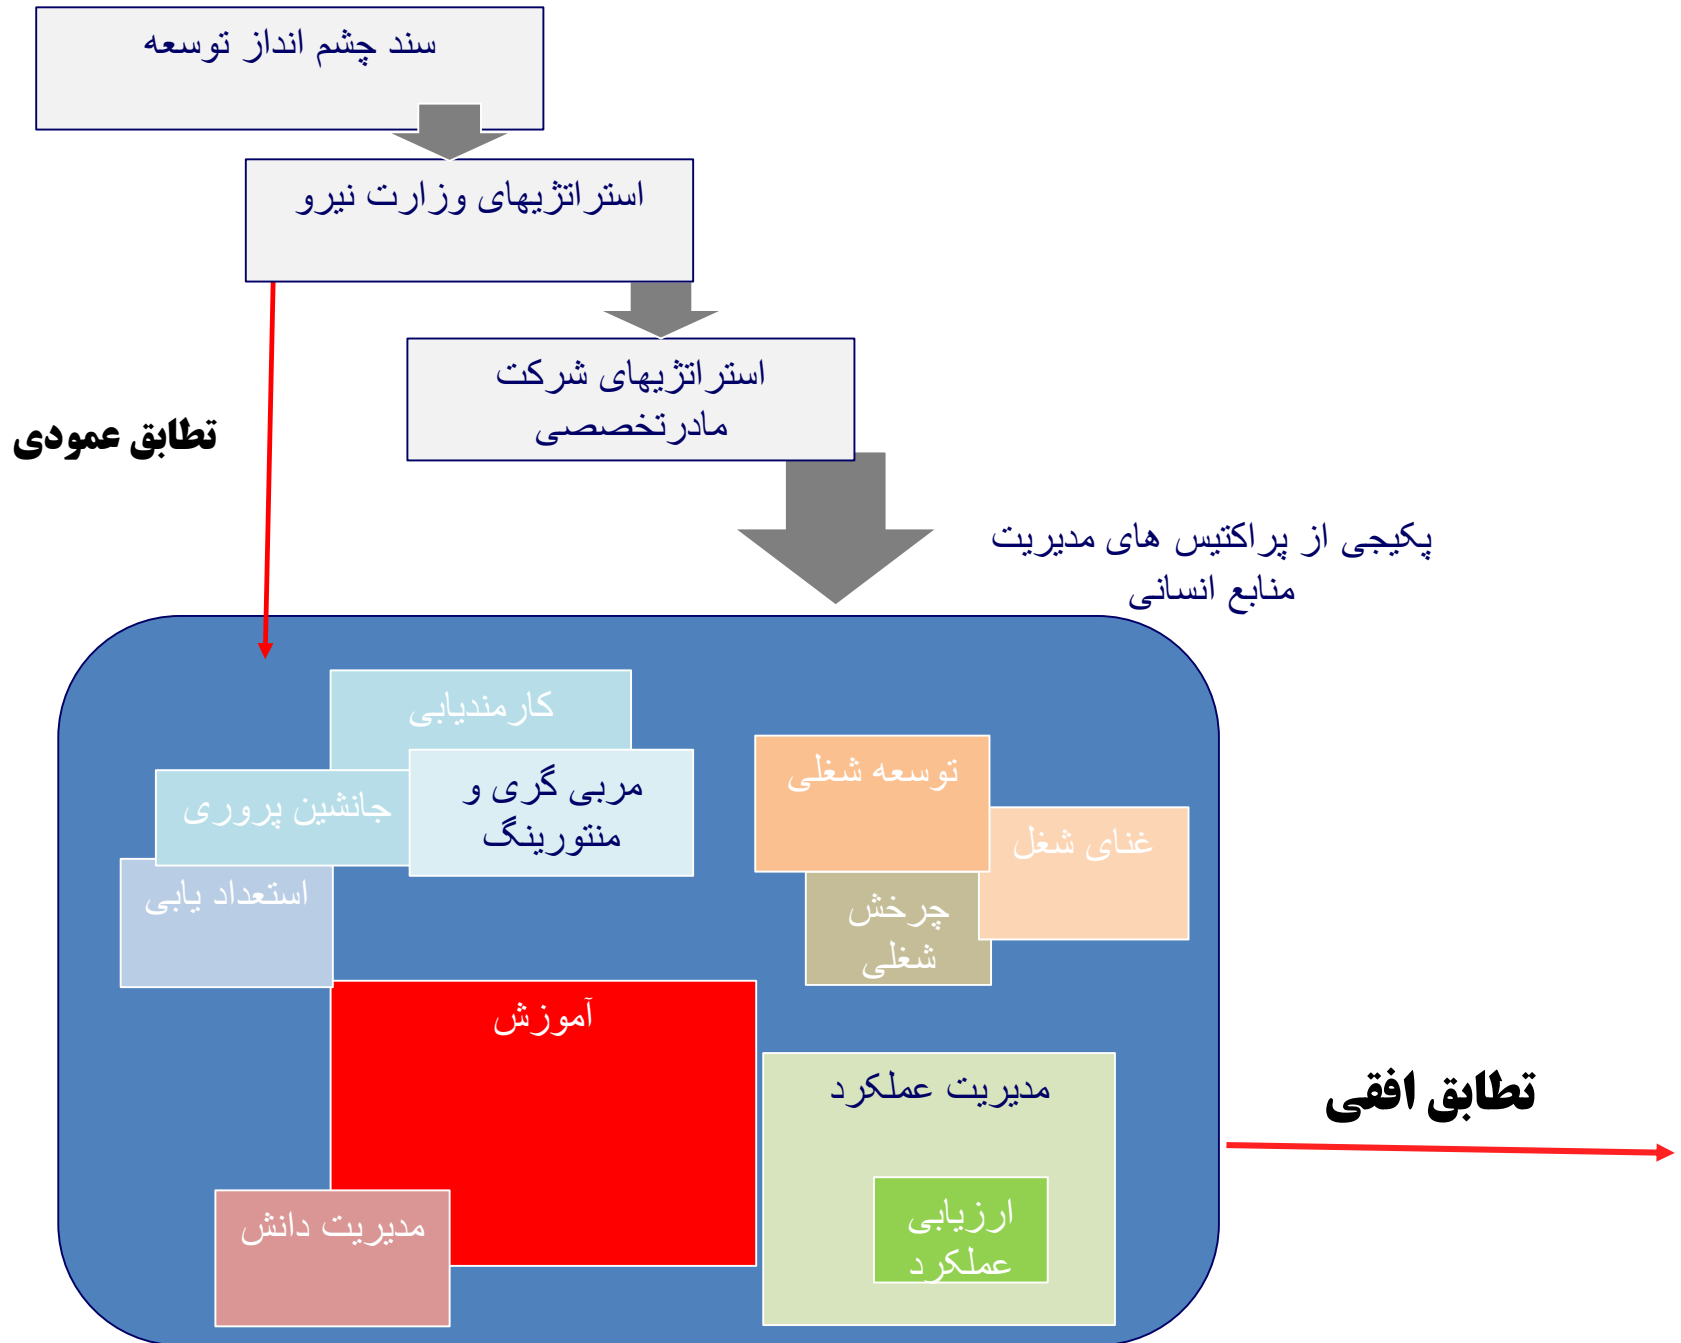 سند چشم انداز توسعه
استراتژیهای وزارت نیرو
استراتژیهای شرکت
مادرتخصصی
تطابق عمودی
پکیجی از پراکتیس های مدیریت
منابع انسانی
کارمندیابی
توسعه شغلی
مربی گری و
منتورینگ
جانشین پروری
غنای شغل
استعداد یابی
چرخش
شغلی
آموزش
مدیریت عملکرد
تطابق افقی
ارزیابی
عملکرد
مدیریت دانش